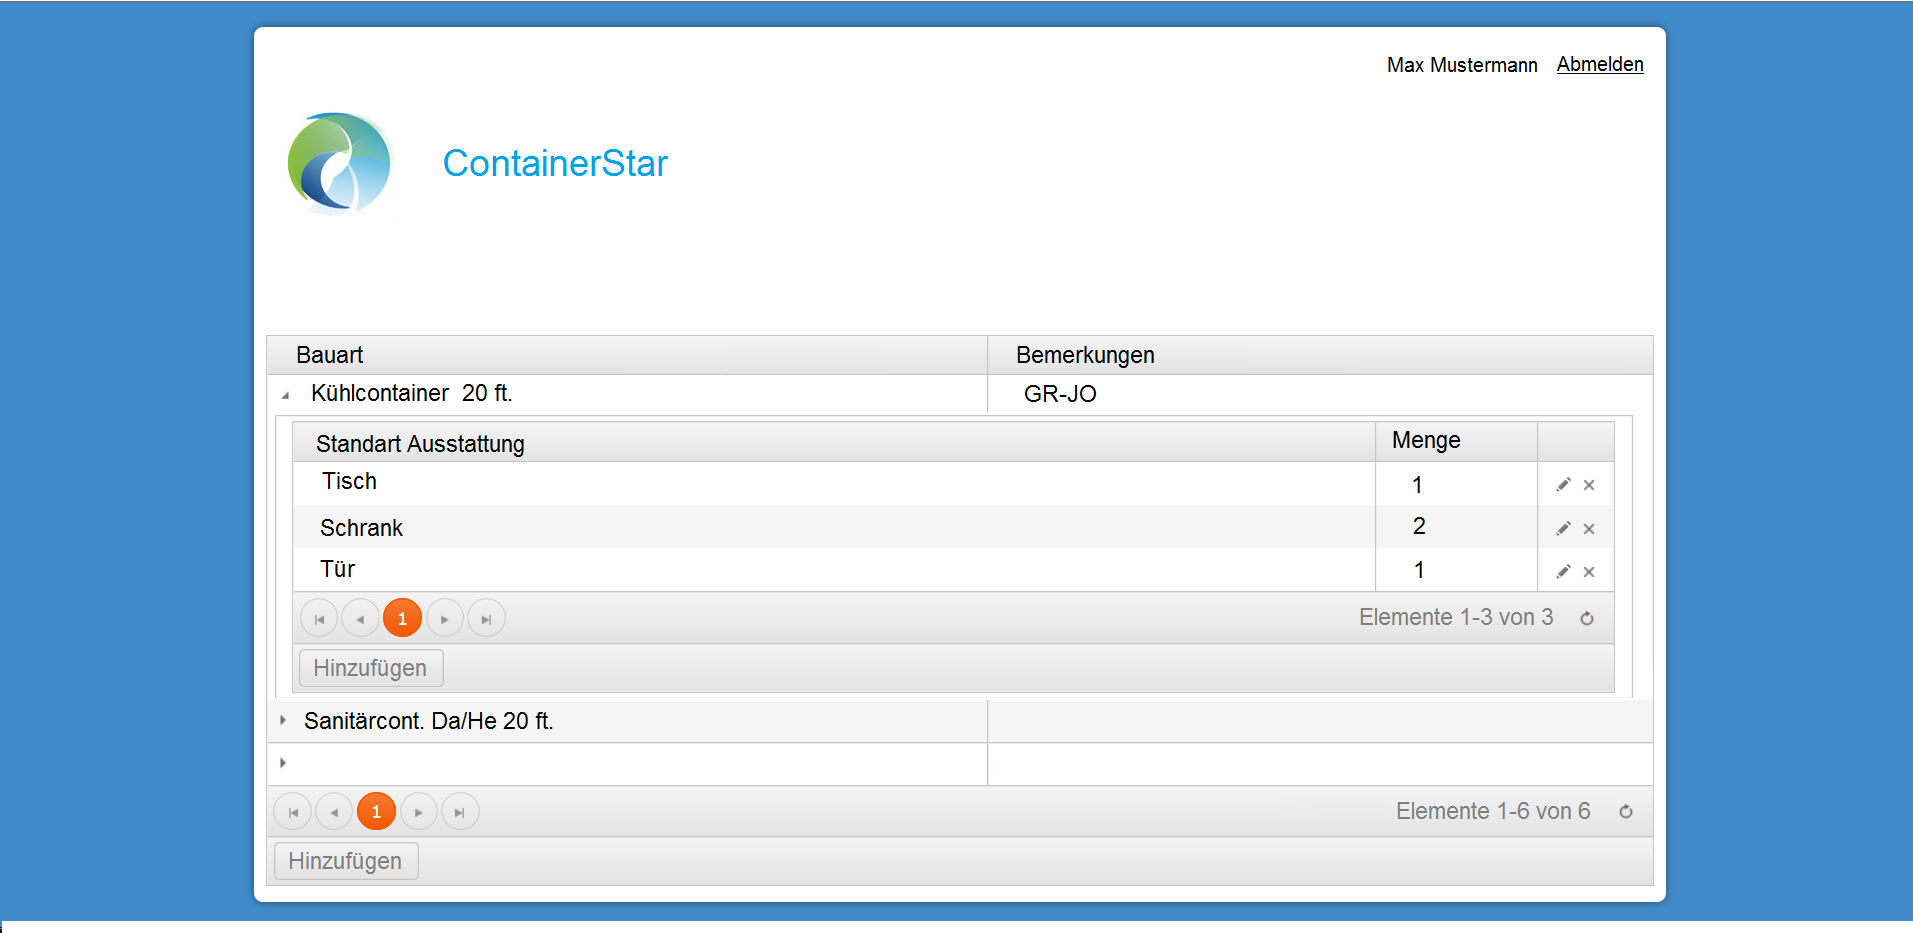 Max Mustermann Abmelden
ContainerStar
Bauart Bemerkungen
Kühlcontainer 20 ft. GR-JO
Standart Ausstattung Menge
Tisch 1
Schrank 2
Tür 1
1 Elemente 1-3 von 3
Hinzufügen
Sanitärcont. Da/He 20 ft.
1 Elemente 1-6 von 6
Hinzufügen